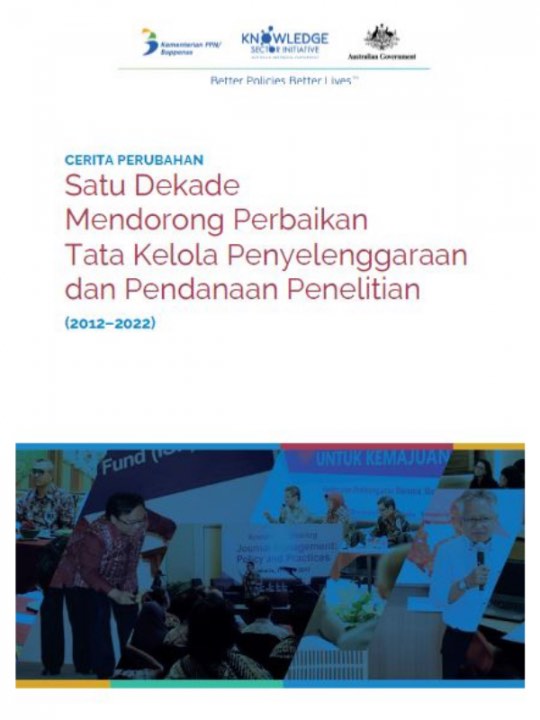 Kementerian PPN/
Bappenas
KNOWLEDGE
SECTOR INITIATIVE
Australian Government
Better Policies Better Lives™
CERITA PERUBAHAN
Satu Dekade
Mendorong Perbaikan
Tata Kelola Penyelenggaraan
dan Pendanaan Penelitian
(2012–2022)
Fund
UNTUK KEMAJUAN
Journal Management:
Policy and Practices